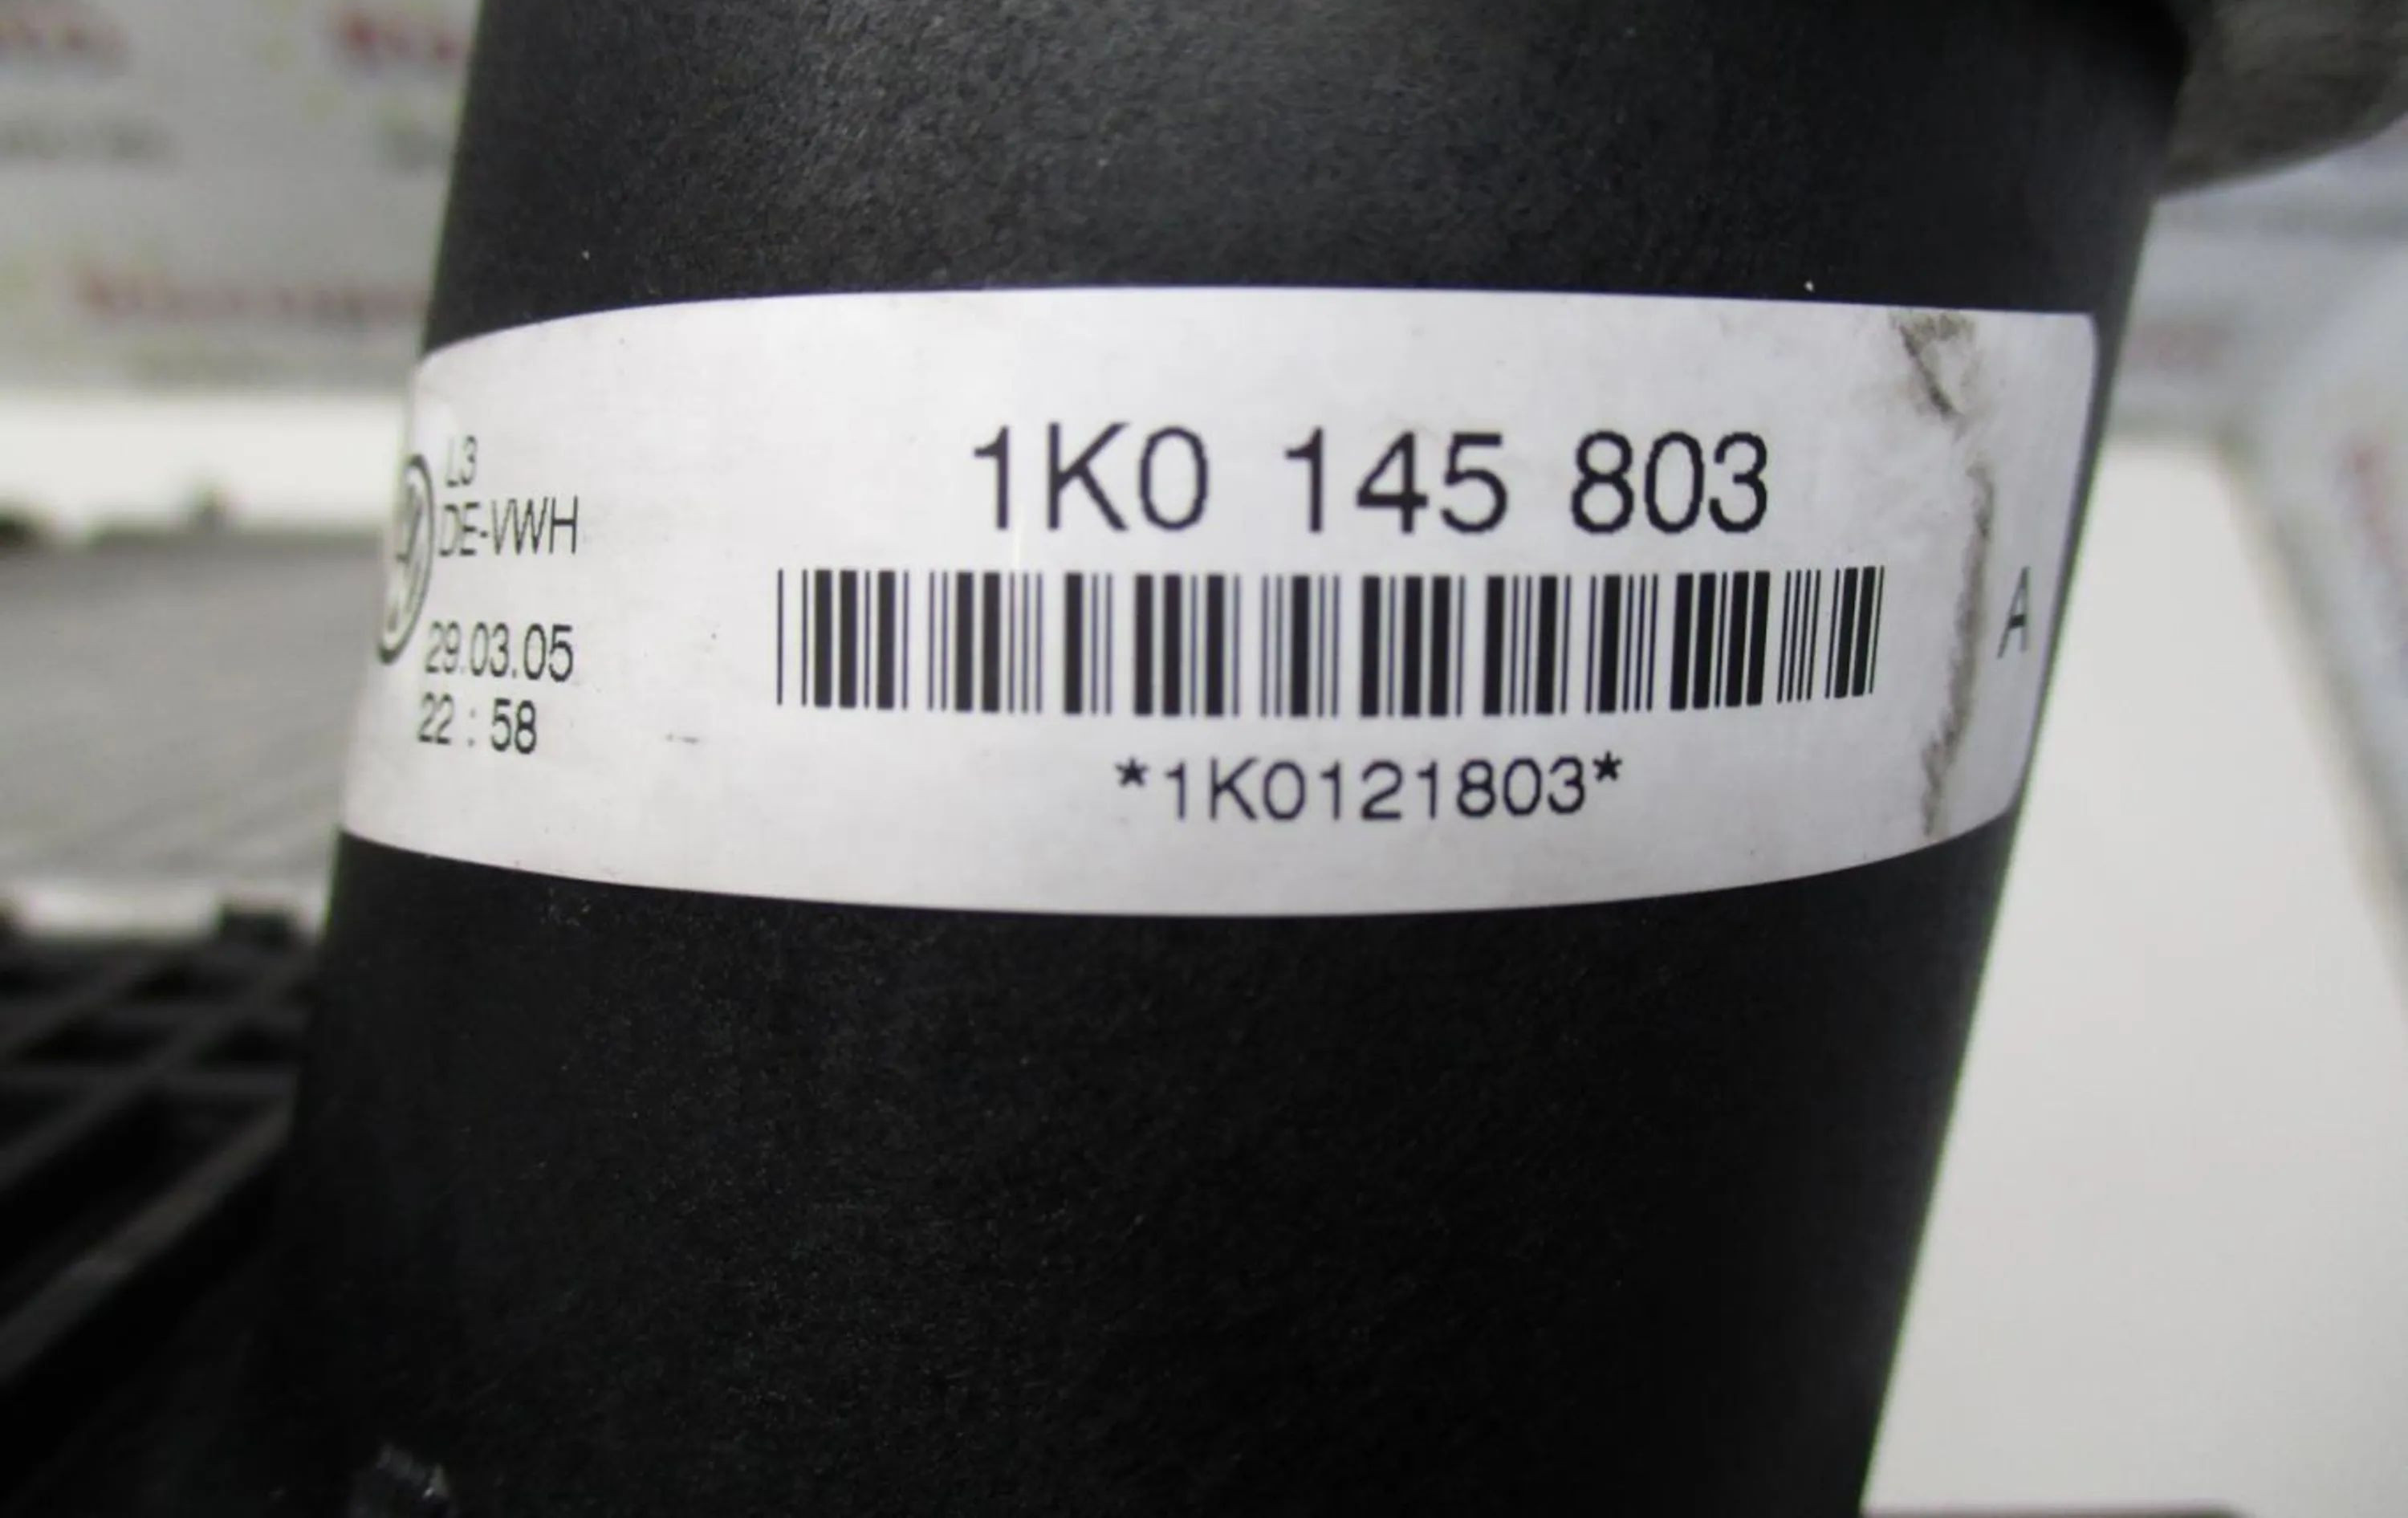 L3
DE-VWH
29.03.05
22 : 58
1K0 145 803
*1K0121803*
A